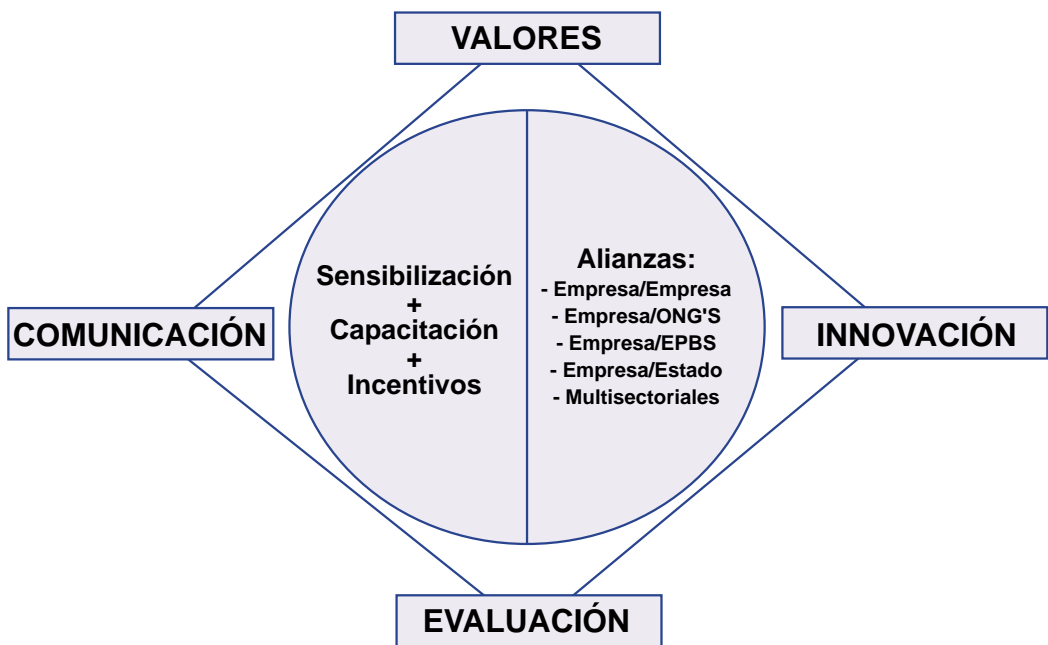 VALORES
COMUNICACIÓN
Sensibilización
+
Capacitación
+
Incentivos
Alianzas:
- Empresa/Empresa
- Empresa/ONG'S
- Empresa/EPBS
- Empresa/Estado
- Multisectoriales
INNOVACIÓN
EVALUACIÓN